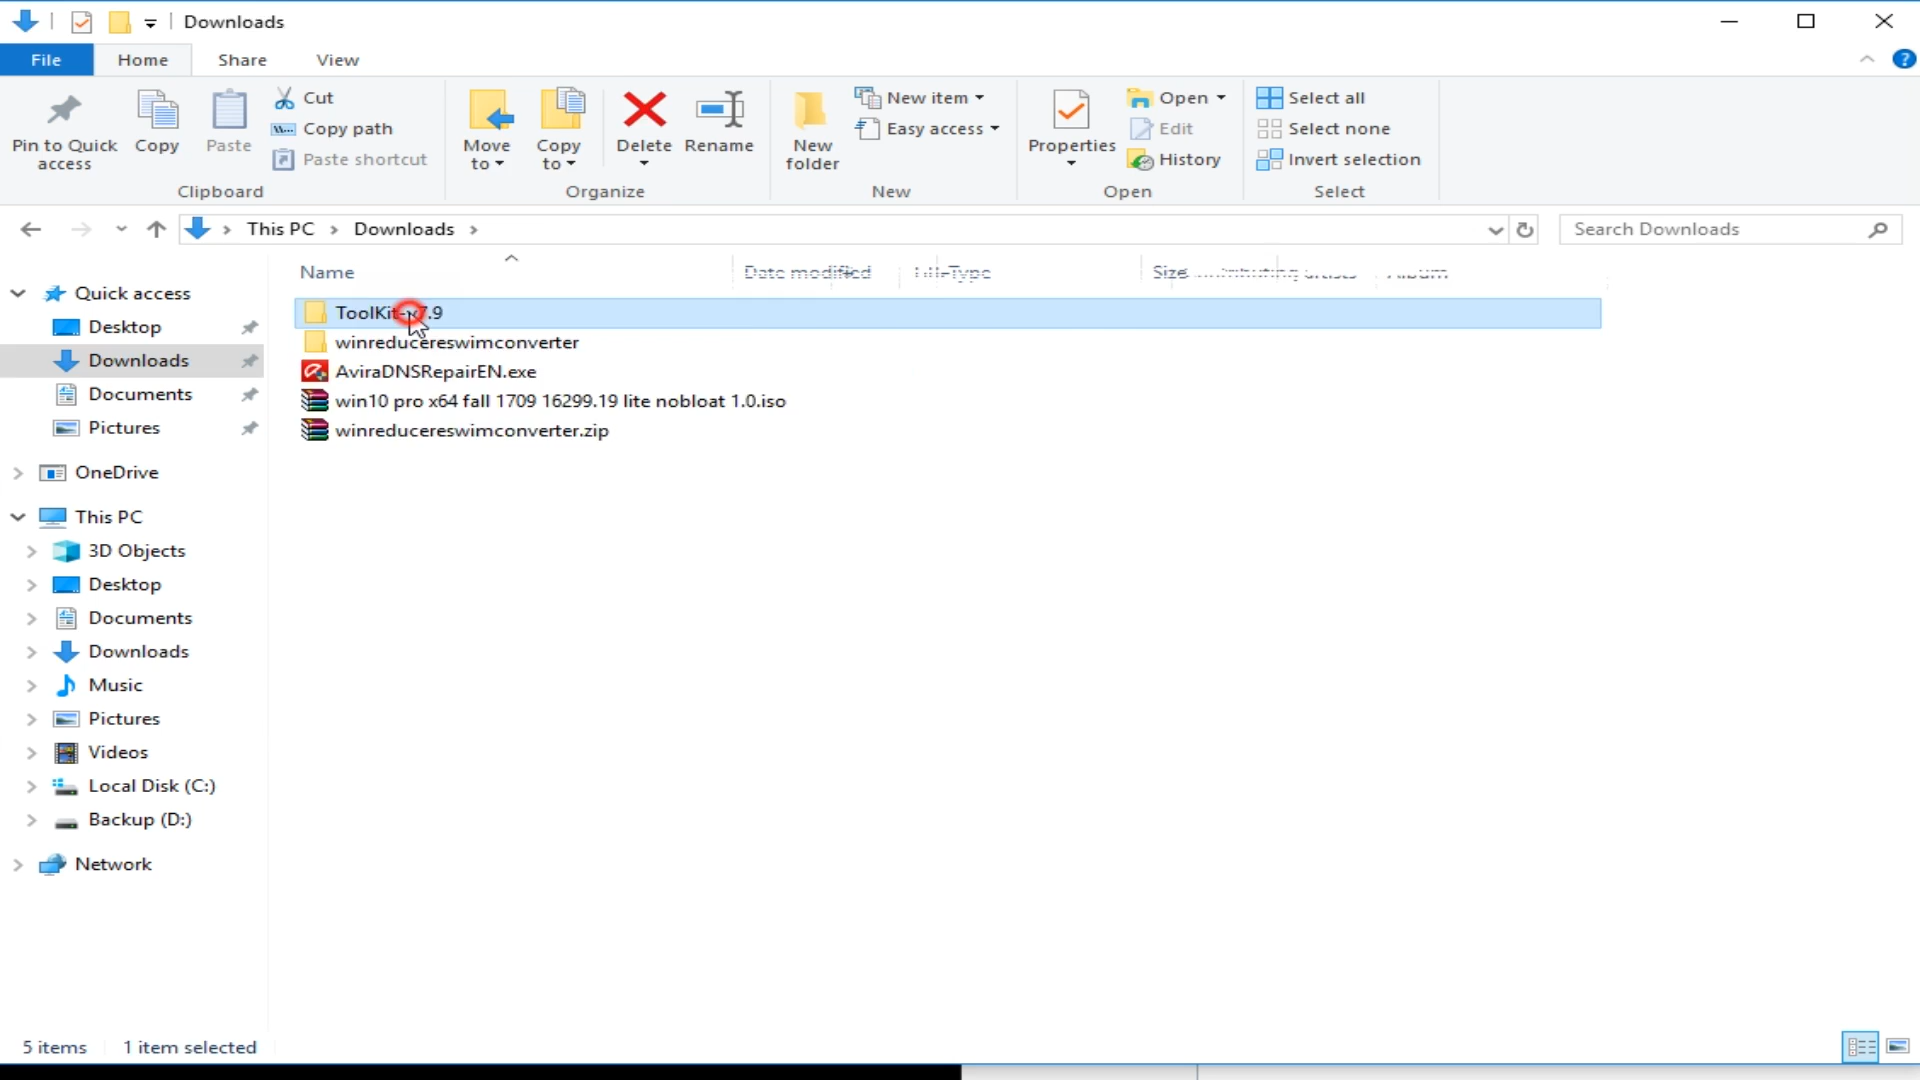 Downloads
File Home Share View
Pin to Quick access
Copy
Paste
Cut
Copy path
Paste shortcut
Clipboard
Move to
Copy to
Delete
Rename
Organize
New folder
New item
Easy access
New
Properties
Open
Edit
History
Open
Select all
Select none
Invert selection
Select
This PC Downloads
Search Downloads
Name Date modified Type Size
Quick access
Desktop
Downloads
Documents
Pictures
OneDrive
This PC
3D Objects
Desktop
Documents
Downloads
Music
Pictures
Videos
Local Disk (C:)
Backup (D:)
Network
winreducereswimconverter
AviraDNSRepairEN.exe
win10 pro x64 fall 1709 16299.19 lite nobloat 1.0.iso
winreducereswimconverter.zip
5 items 1 item selected